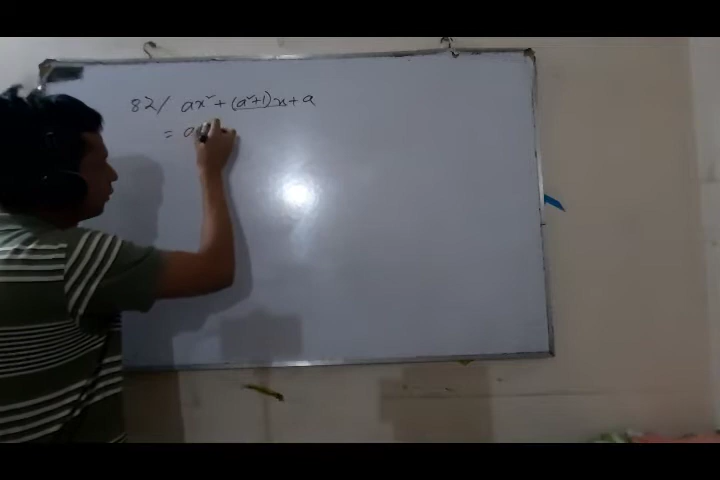 82/ ax² + (a²+1)x + a
= a